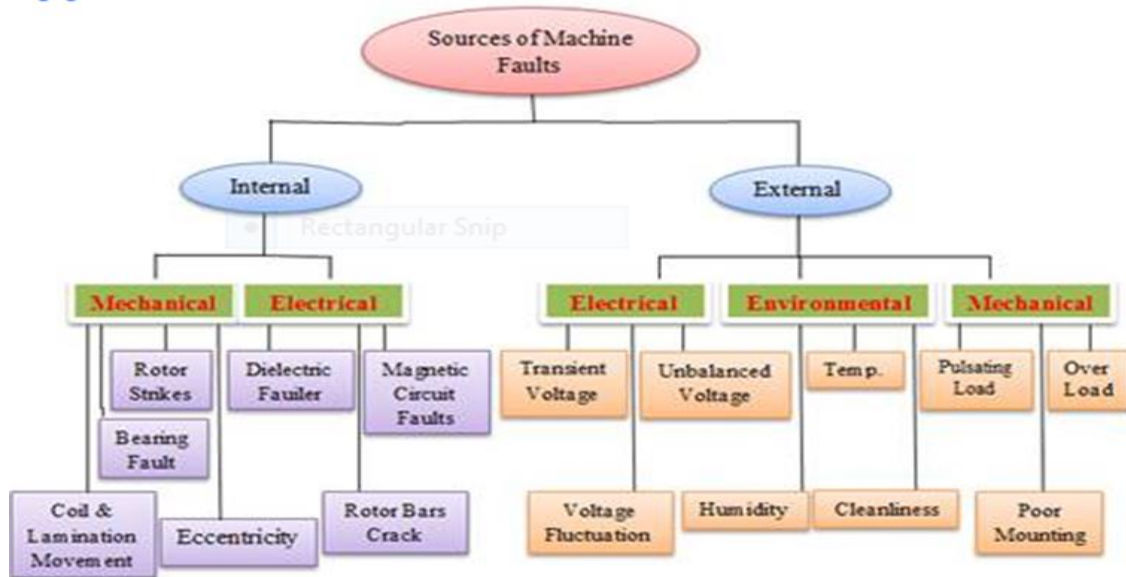 Sources of Machine
Faults
Internal
External
Rectangular Snip
Mechanical
Electrical
Electrical
Environmental
Mechanical
Rotor
Strikes
Dielectric
Fauiler
Magnetic
Circuit
Faults
Transient
Voltage
Unbalanced
Voltage
Temp.
Pulsating
Load
Over
Load
Bearing
Fault
Coil &
Lamination
Movement
Eccentricity
Rotor Bars
Crack
Voltage
Fluctuation
Humidity
Cleanliness
Poor
Mounting